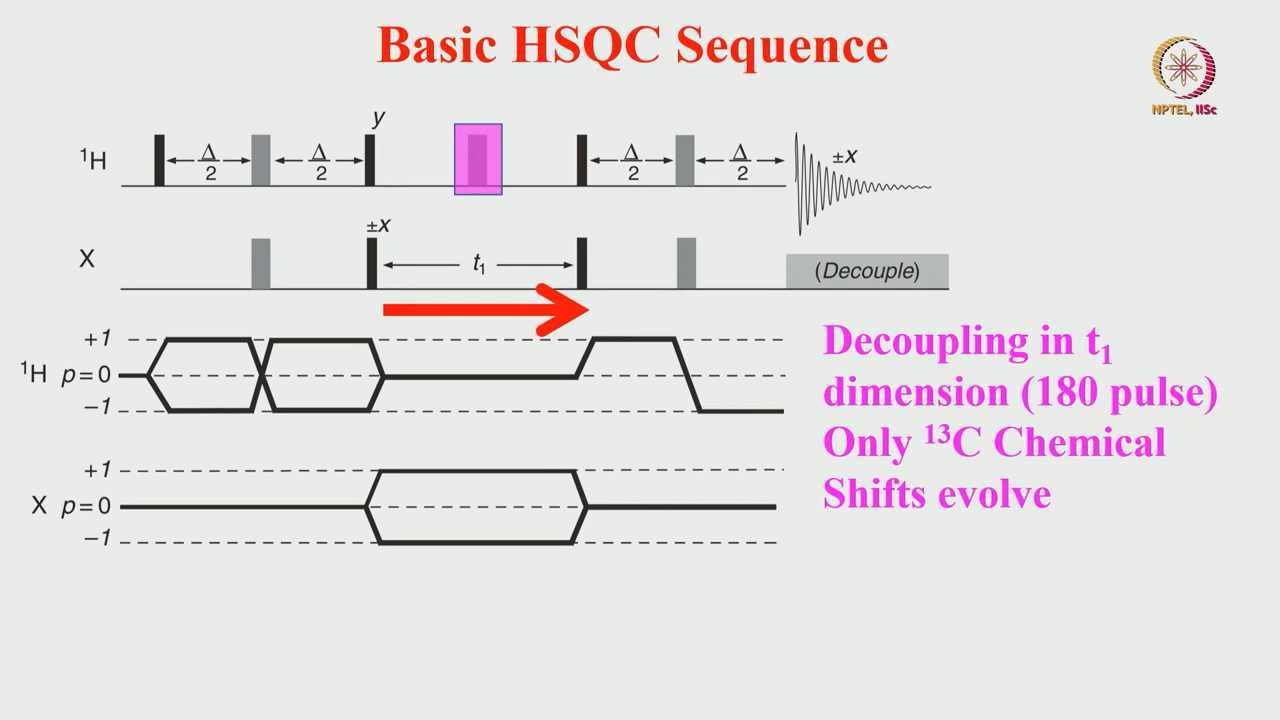 Basic HSQC Sequence
NPTEL, IISc
y
¹H Δ/2 Δ/2 Δ/2 Δ/2 ±x
±x
X t₁ (Decouple)
+1
¹H p=0
−1
+1
X p=0
−1
Decoupling in t₁
dimension (180 pulse)
Only ¹³C Chemical
Shifts evolve